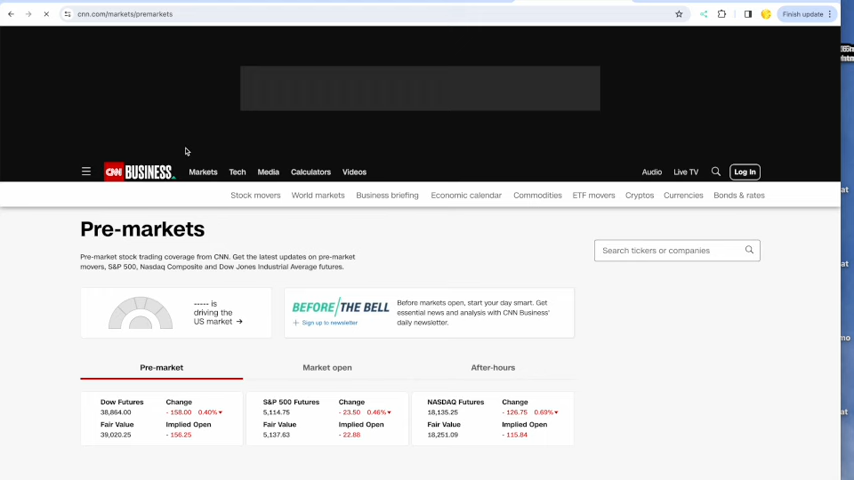 cnn.com/markets/premarkets
Finish update
CNN BUSINESS
Markets Tech Media Calculators Videos
Audio Live TV Log In
Stock movers World markets Business briefing Economic calendar Commodities ETF movers Cryptos Currencies Bonds & rates
Pre-markets
Pre-market stock trading coverage from CNN. Get the latest updates on pre-market
movers, S&P 500, Nasdaq Composite and Dow Jones Industrial Average futures.
Search tickers or companies
----- is
driving the
US market →
BEFORE/THE BELL
+ Sign up to newsletter
Before markets open, start your day smart. Get
essential news and analysis with CNN Business'
daily newsletter.
Pre-market Market open After-hours
Dow Futures Change
38,864.00 - 158.00 0.40%▼
Fair Value Implied Open
39,020.25 - 156.25
S&P 500 Futures Change
5,114.75 - 23.50 0.46%▼
Fair Value Implied Open
5,137.63 - 22.88
NASDAQ Futures Change
18,135.25 - 126.75 0.69%▼
Fair Value Implied Open
18,251.09 - 115.84